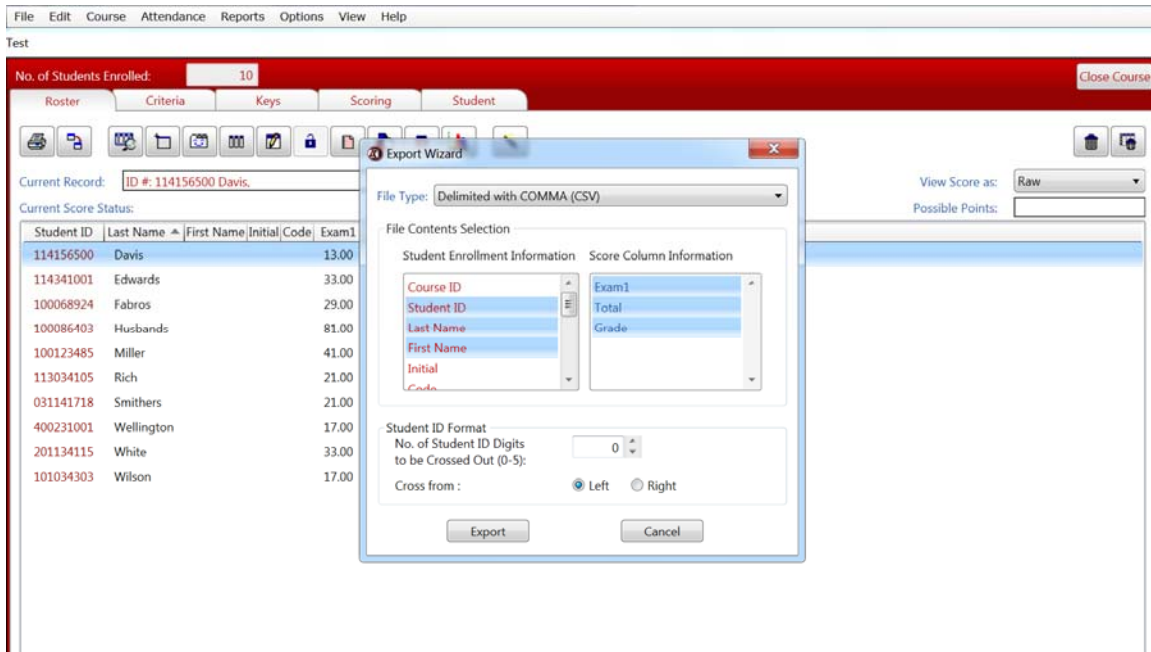 File Edit Course Attendance Reports Options View Help
Test
No. of Students Enrolled: 10 Close Course
Roster Criteria Keys Scoring Student
Current Record: ID #: 114156500 Davis, View Score as: Raw
Current Score Status: Possible Points:
Student ID Last Name First Name Initial Code Exam1
114156500 Davis 13.00
114341001 Edwards 33.00
100068924 Fabros 29.00
100086403 Husbands 81.00
100123485 Miller 41.00
113034105 Rich 21.00
031141718 Smithers 21.00
400231001 Wellington 17.00
201134115 White 33.00
101034303 Wilson 17.00
Export Wizard
File Type: Delimited with COMMA (CSV)
File Contents Selection
Student Enrollment Information Score Column Information
Course ID Exam1
Student ID Total
Last Name Grade
First Name
Initial
Code
Student ID Format
No. of Student ID Digits
to be Crossed Out (0-5): 0
Cross from : Left Right
Export Cancel